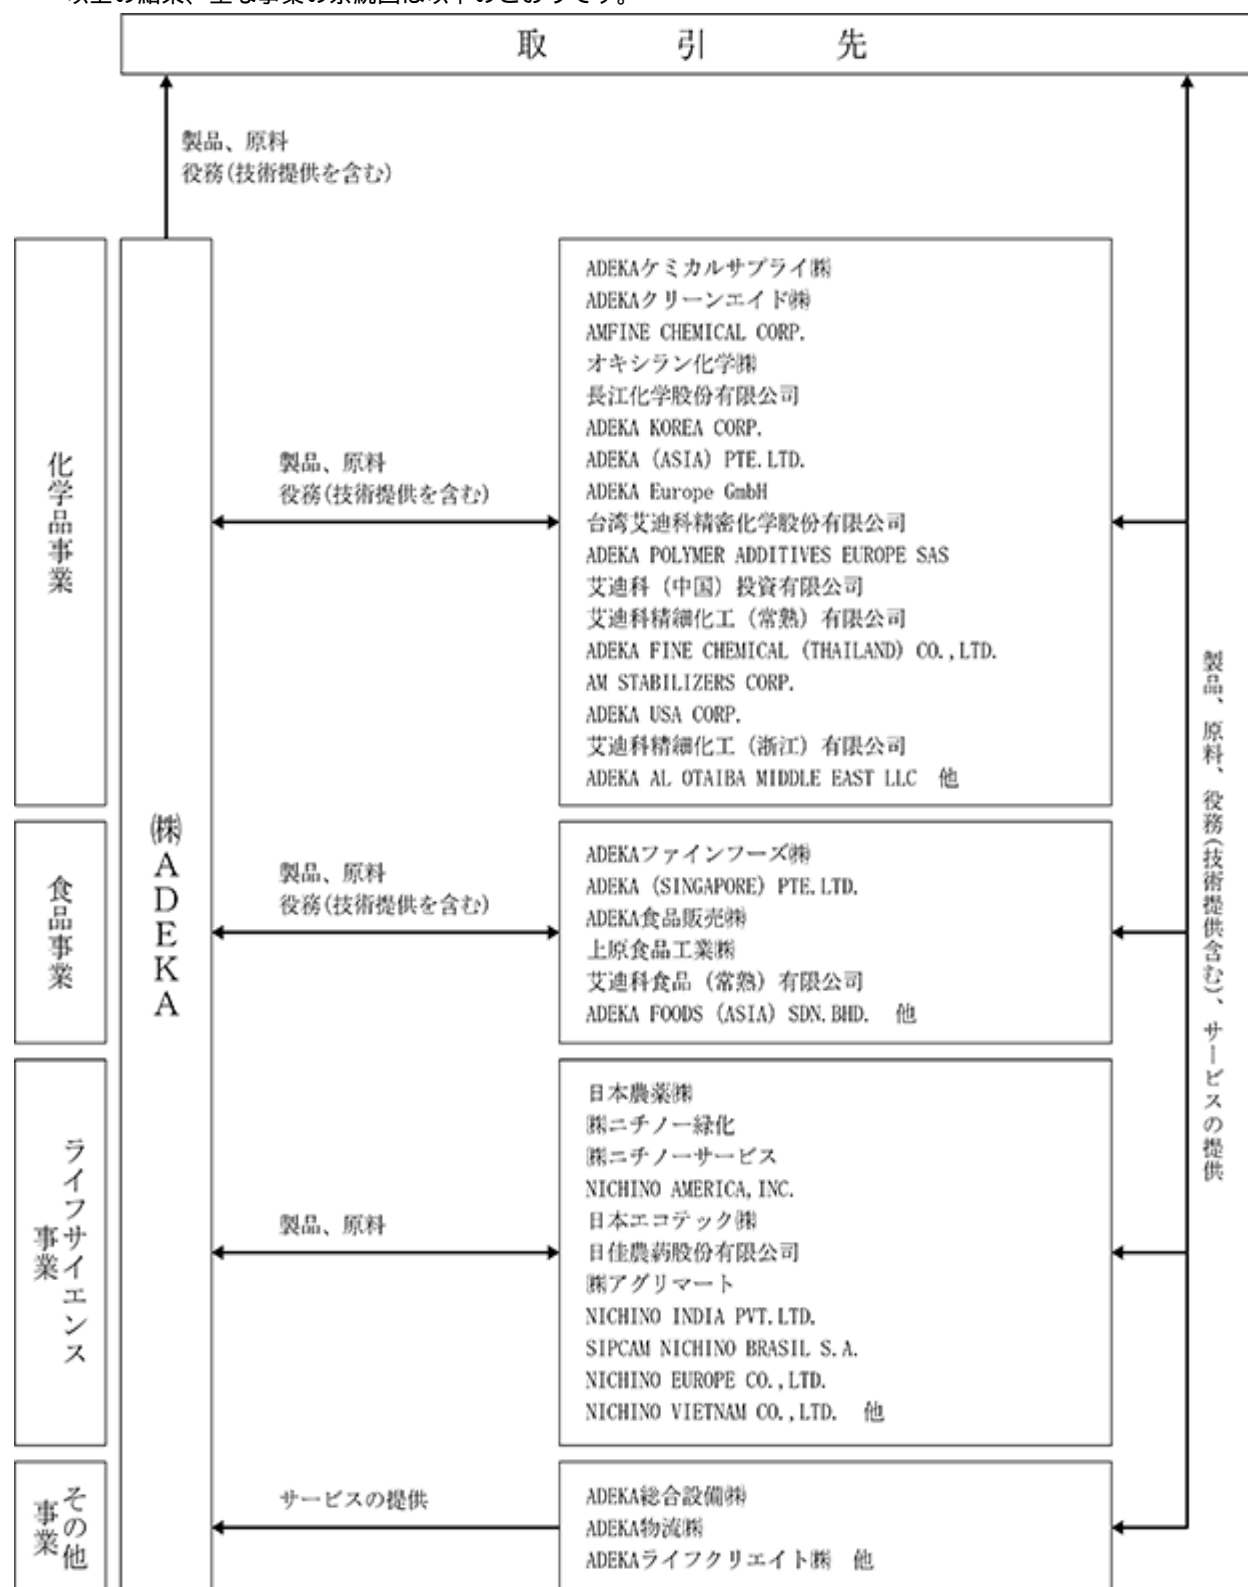 以上の結果、主な事業の系統図は以下のとおりです。
取引先
製品、原料
役務(技術提供を含む)
化学品事業
㈱ADEKA
製品、原料
役務(技術提供を含む)
ADEKAケミカルサプライ㈱
ADEKAクリーンエイド㈱
AMFINE CHEMICAL CORP.
オキシラン化学㈱
長江化学股份有限公司
ADEKA KOREA CORP.
ADEKA (ASIA) PTE.LTD.
ADEKA Europe GmbH
台湾艾迪科精密化学股份有限公司
ADEKA POLYMER ADDITIVES EUROPE SAS
艾迪科（中国）投資有限公司
艾迪科精細化工（常熟）有限公司
ADEKA FINE CHEMICAL (THAILAND) CO.,LTD.
AM STABILIZERS CORP.
ADEKA USA CORP.
艾迪科精細化工（浙江）有限公司
ADEKA AL OTAIBA MIDDLE EAST LLC 他
食品事業
製品、原料
役務(技術提供を含む)
ADEKAファインフーズ㈱
ADEKA (SINGAPORE) PTE.LTD.
ADEKA食品販売㈱
上原食品工業㈱
艾迪科食品（常熟）有限公司
ADEKA FOODS (ASIA) SDN.BHD. 他
ライフサイエンス
事業
製品、原料
日本農薬㈱
㈱ニチノー緑化
㈱ニチノーサービス
NICHINO AMERICA,INC.
日本エコテック㈱
日佳農葯股份有限公司
㈱アグリマート
NICHINO INDIA PVT.LTD.
SIPCAM NICHINO BRASIL S.A.
NICHINO EUROPE CO.,LTD.
NICHINO VIETNAM CO.,LTD. 他
その他
事業
サービスの提供
ADEKA総合設備㈱
ADEKA物流㈱
ADEKAライフクリエイト㈱ 他
製品、原料、役務(技術提供含む)、サービスの提供